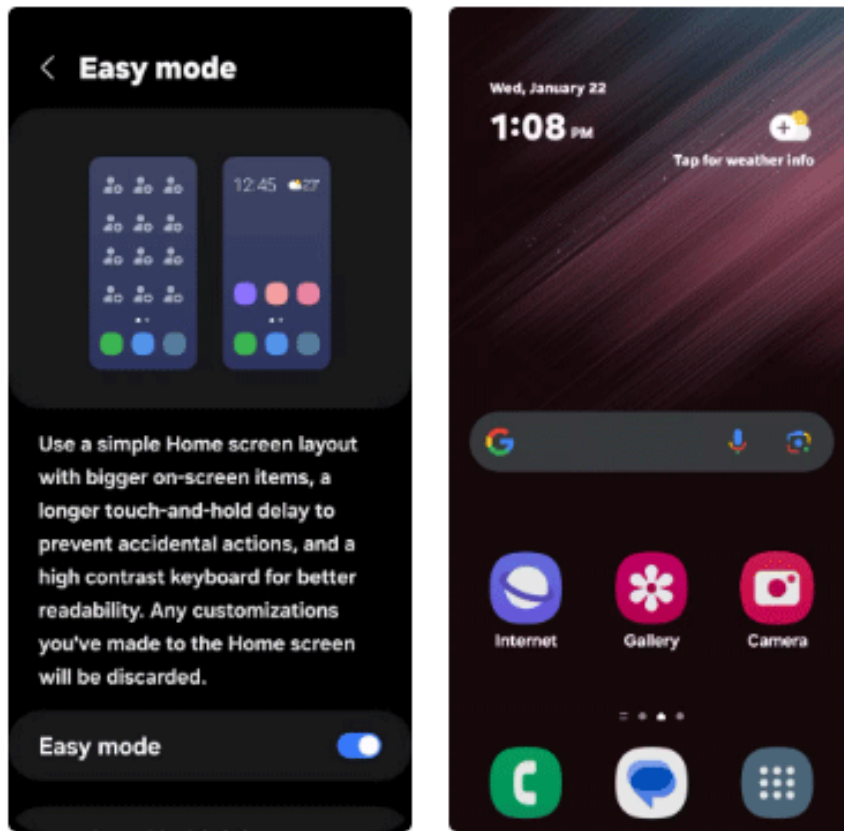 Easy mode
12:45 23°
Use a simple Home screen layout
with bigger on-screen items, a
longer touch-and-hold delay to
prevent accidental actions, and a
high contrast keyboard for better
readability. Any customizations
you've made to the Home screen
will be discarded.
Easy mode
Wed, January 22
1:08 PM
Tap for weather info
G
Internet Gallery Camera